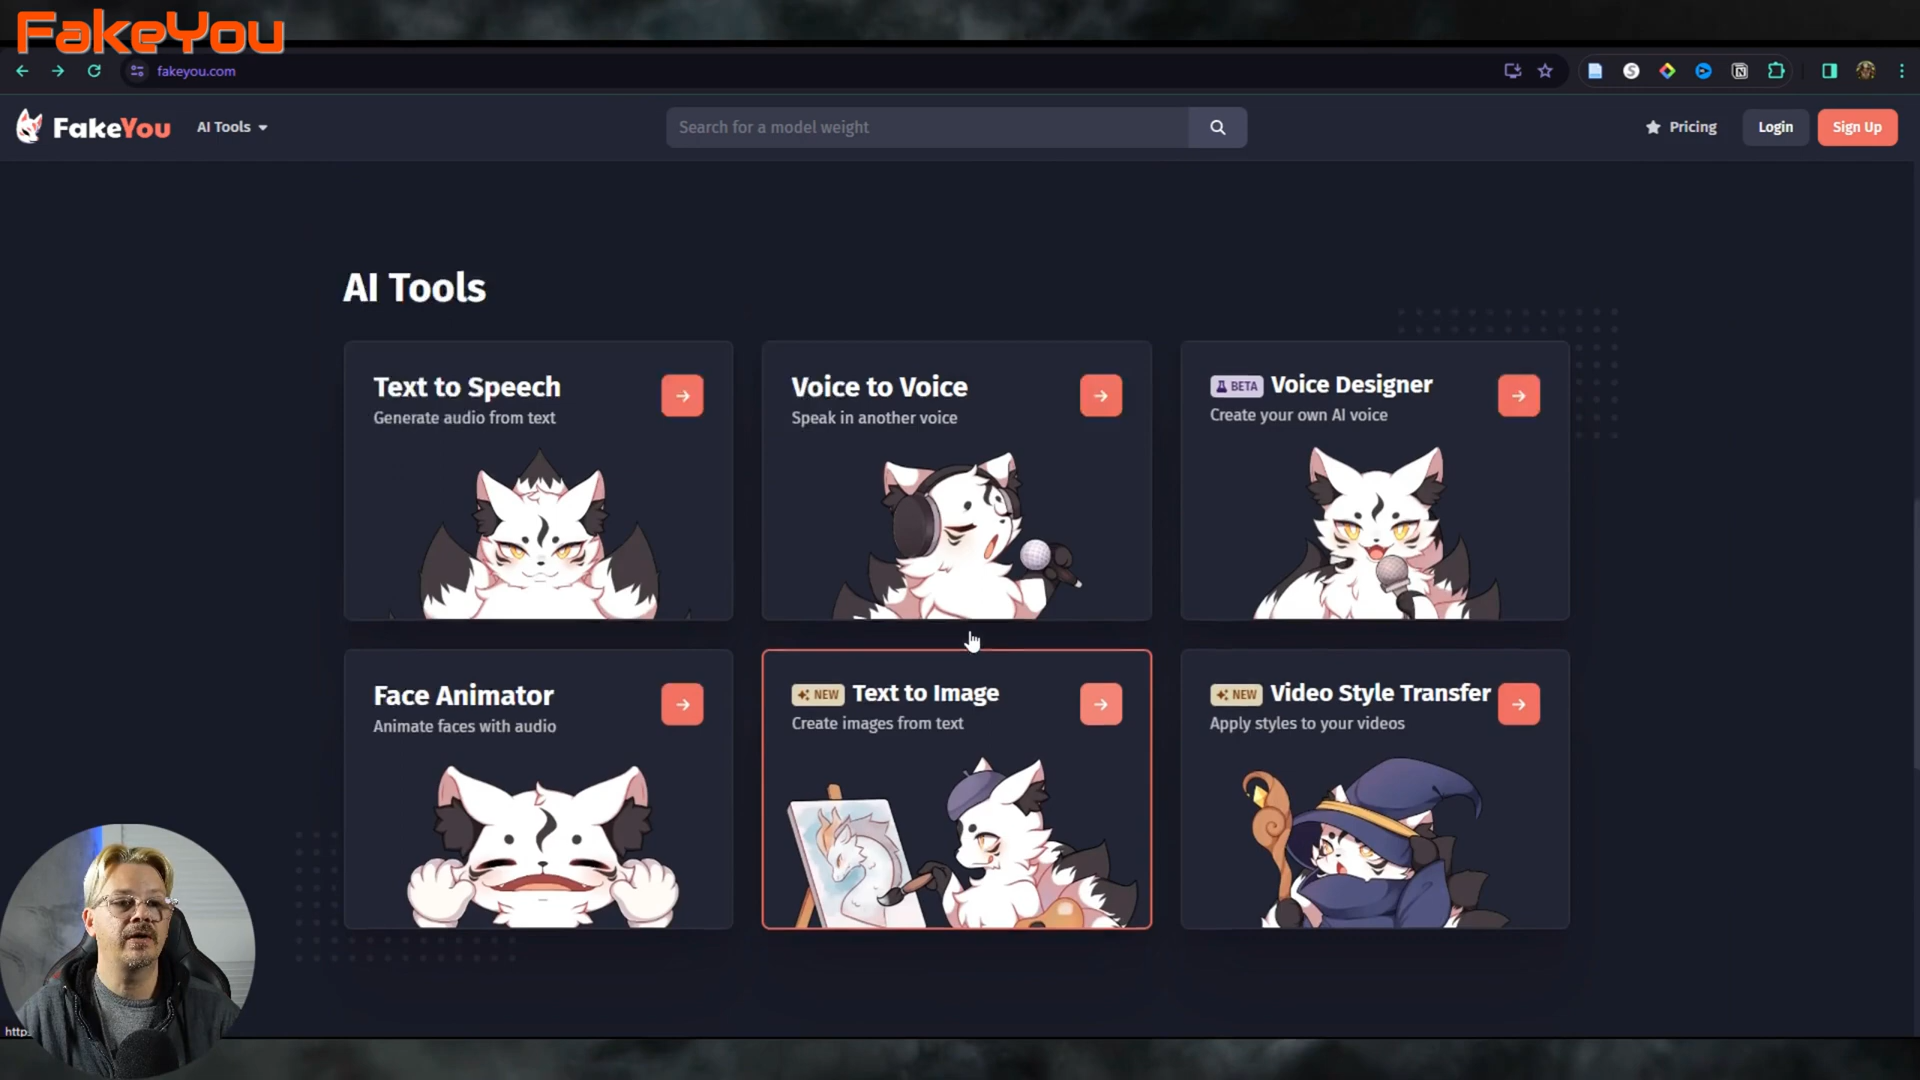 FakeYou
fakeyou.com
FakeYou
AI Tools
Search for a model weight
Pricing
Login
Sign Up
AI Tools
Text to Speech
Generate audio from text
Voice to Voice
Speak in another voice
BETA Voice Designer
Create your own AI voice
Face Animator
Animate faces with audio
NEW Text to Image
Create images from text
NEW Video Style Transfer
Apply styles to your videos
http